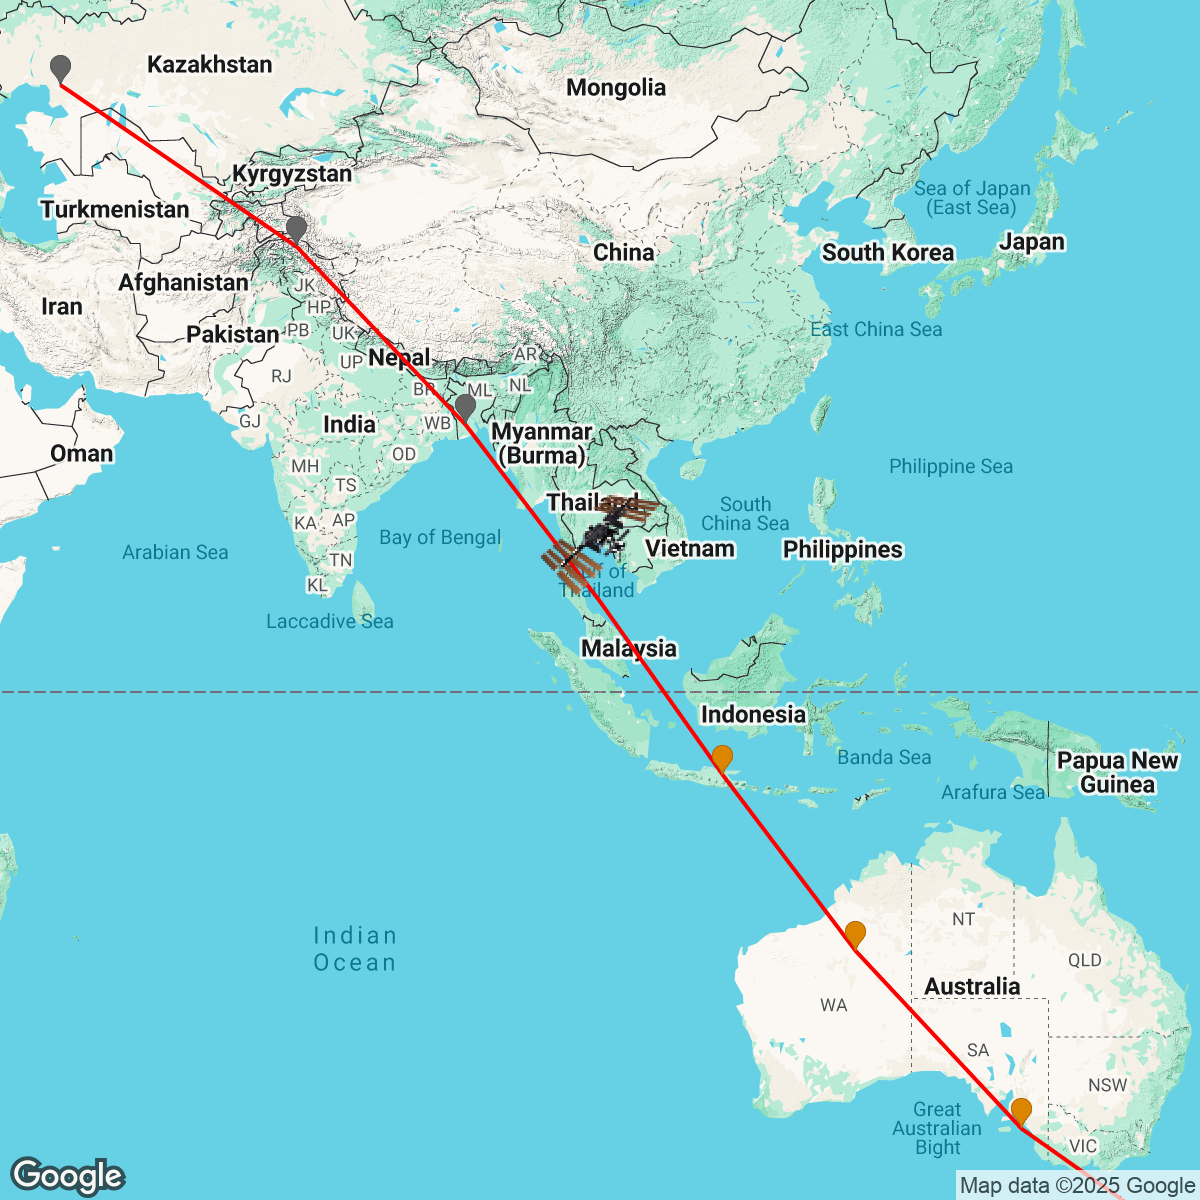 Kazakhstan
Mongolia
Kyrgyzstan
Sea of Japan
(East Sea)
Turkmenistan
Japan
China
South Korea
Afghanistan
JK
Iran
HP
East China Sea
Pakistan
PB
UK
Nepal
AR
UP
RJ
BR
ML
NL
GJ
India
WB
Myanmar
(Burma)
Oman
OD
MH
Philippine Sea
TS
Thailand
South
China Sea
KA
AP
Bay of Bengal
Arabian Sea
Vietnam
Philippines
TN
Gulf of
Thailand
KL
Laccadive Sea
Malaysia
Indonesia
Banda Sea
Papua New
Guinea
Arafura Sea
NT
Indian
Ocean
QLD
Australia
WA
SA
NSW
Great
Australian
Bight
VIC
Google
Map data ©2025 Google